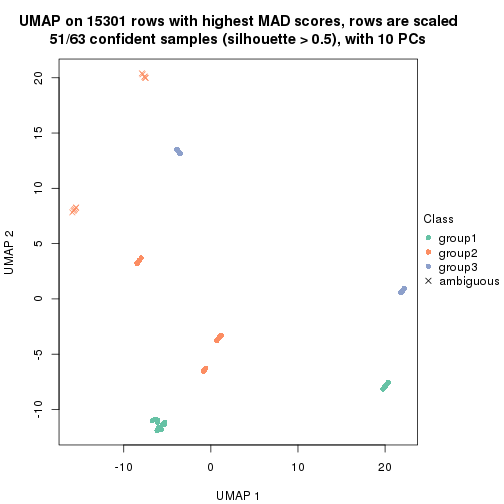 UMAP on 15301 rows with highest MAD scores, rows are scaled
51/63 confident samples (silhouette > 0.5), with 10 PCs
20
15
10
5
0
-5
-10
UMAP 2
-10
0
10
20
UMAP 1
Class
group1
group2
group3
ambiguous